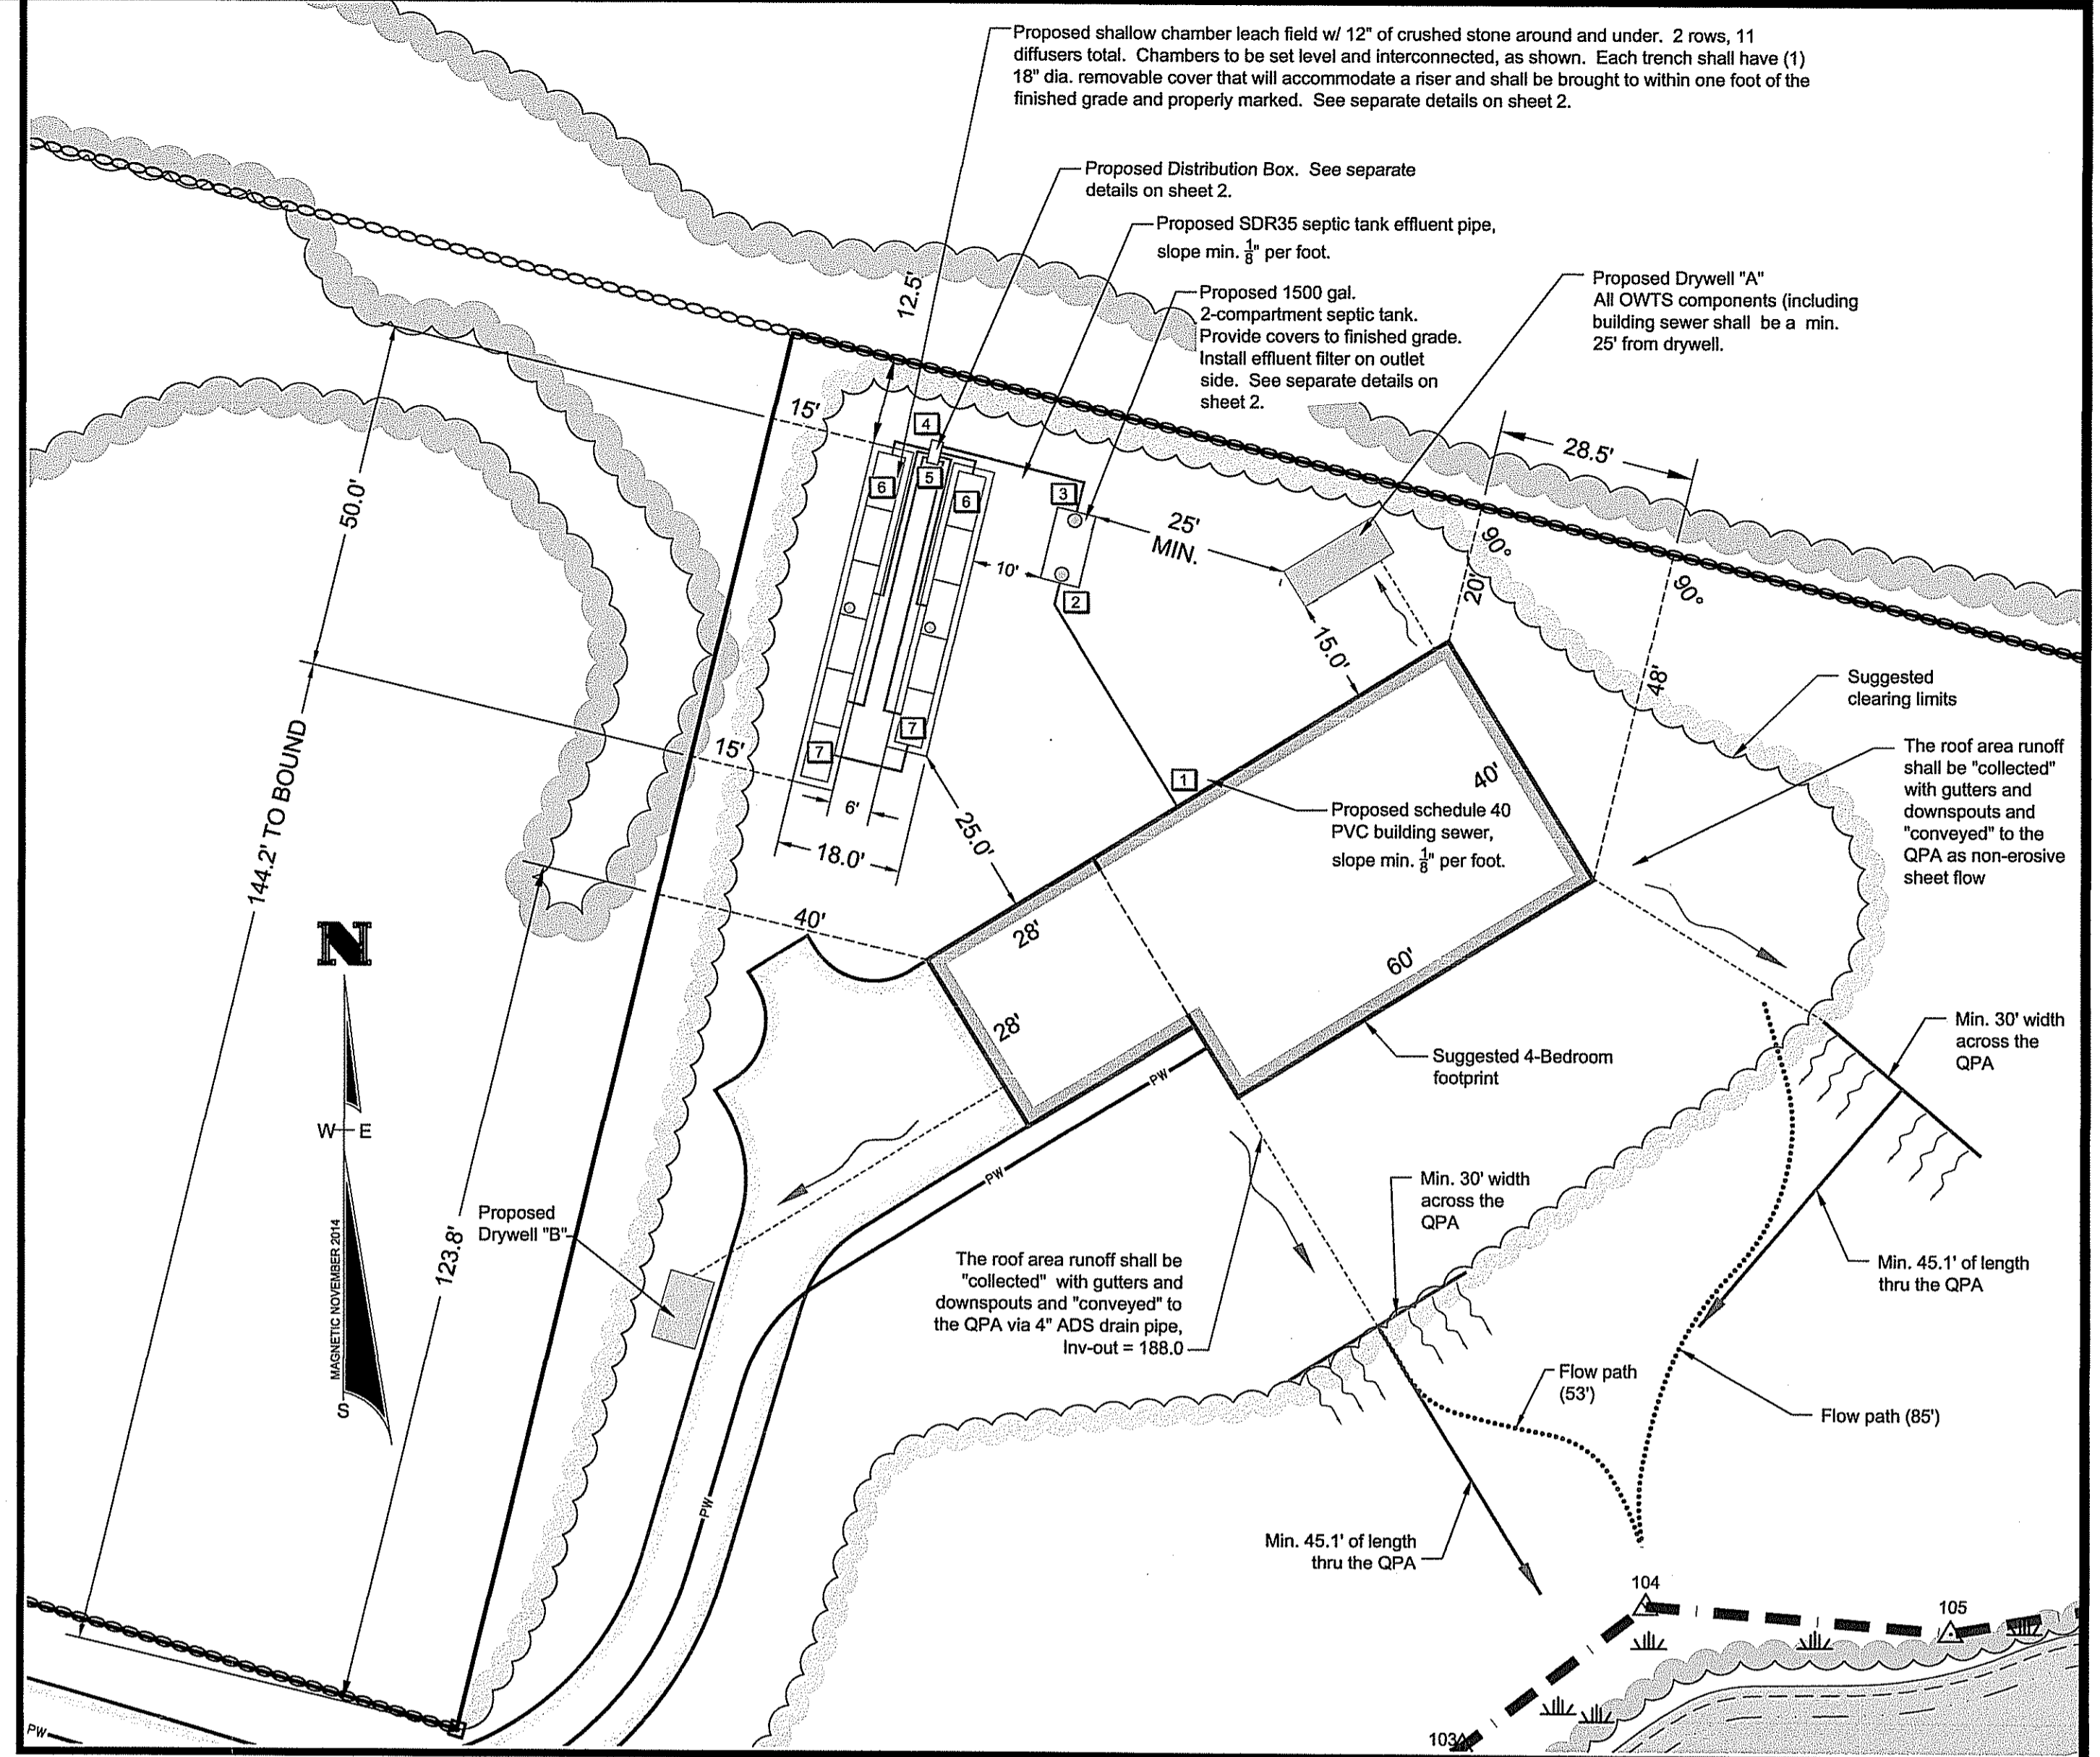 Proposed shallow chamber leach field w/ 12" of crushed stone around and under. 2 rows, 11
diffusers total. Chambers to be set level and interconnected, as shown. Each trench shall have (1)
18" dia. removable cover that will accommodate a riser and shall be brought to within one foot of the
finished grade and properly marked. See separate details on sheet 2.
Proposed Distribution Box. See separate
details on sheet 2.
Proposed SDR35 septic tank effluent pipe,
slope min. 1/8" per foot.
Proposed 1500 gal.
2-compartment septic tank.
Provide covers to finished grade.
Install effluent filter on outlet
side. See separate details on
sheet 2.
Proposed Drywell "A"
All OWTS components (including
building sewer shall be a min.
25' from drywell.
12.5'
28.5'
15'
4
5
6
6
3
2
25'
MIN.
10'
90°
20'
90°
48'
50.0'
15.0'
Suggested
clearing limits
The roof area runoff
shall be "collected"
with gutters and
downspouts and
"conveyed" to the
QPA as non-erosive
sheet flow
144.2' TO BOUND
15'
7
7
1
6'
18.0'
25.0'
40'
Proposed schedule 40
PVC building sewer,
slope min. 1/8" per foot.
40'
28'
60'
28'
N
W E
S
MAGNETIC NOVEMBER 2014
123.8'
Suggested 4-Bedroom
footprint
Min. 30' width
across the
QPA
PW
PW
PW
Proposed
Drywell "B"
Min. 30' width
across the
QPA
The roof area runoff shall be
"collected" with gutters and
downspouts and "conveyed" to
the QPA via 4" ADS drain pipe,
Inv-out = 188.0
Min. 45.1' of length
thru the QPA
Flow path
(53')
Flow path (85')
Min. 45.1' of length
thru the QPA
104
105
103
PW